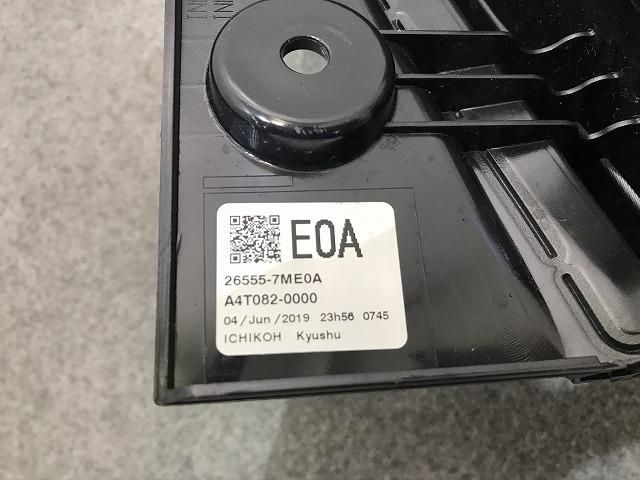 E0A
26555-7ME0A
A4T082-0000
04/Jun/2019 23h56 0745
ICHIKOH Kyushu